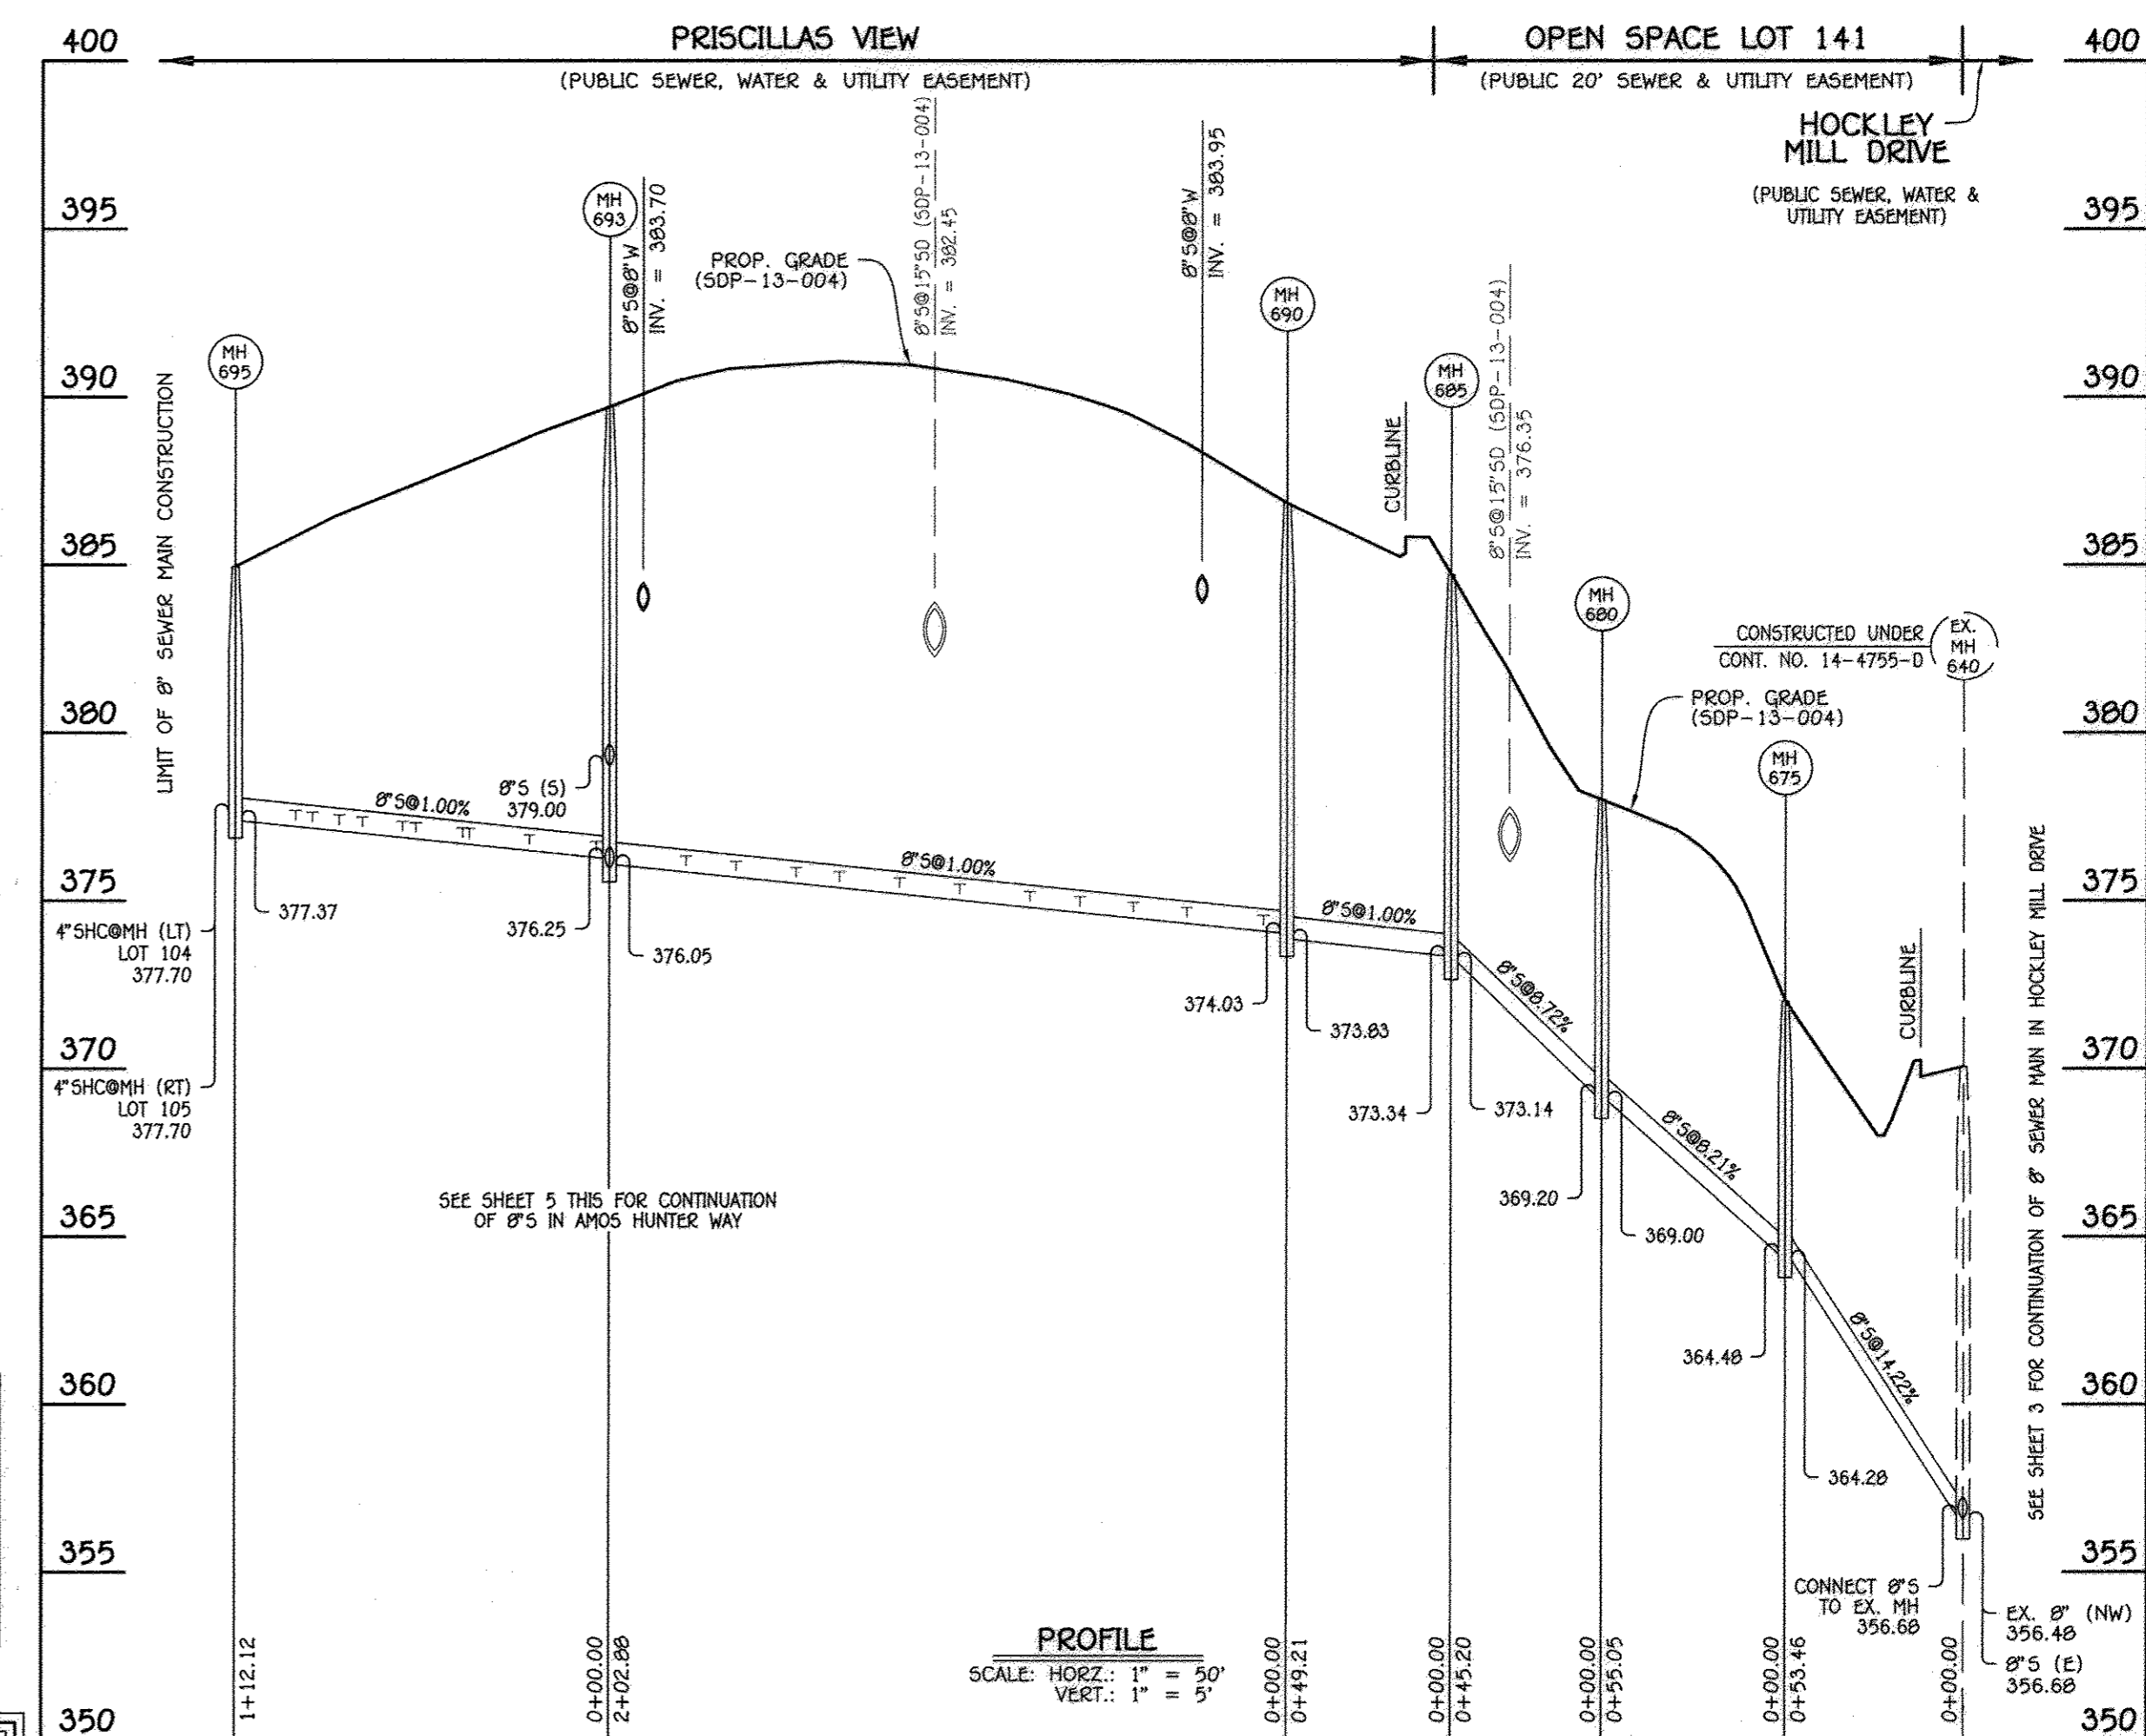 PRISCILLAS VIEW
(PUBLIC SEWER, WATER & UTILITY EASEMENT)
OPEN SPACE LOT 141
(PUBLIC 20' SEWER & UTILITY EASEMENT)
HOCKLEY
MILL DRIVE
(PUBLIC SEWER, WATER &
UTILITY EASEMENT)
400
395
390
385
380
375
370
365
360
355
350
400
395
390
385
380
375
370
365
360
355
350
LIMIT OF 8" SEWER MAIN CONSTRUCTION
MH
695
MH
693
8"S@8"W
INV. = 383.70
PROP. GRADE
(SDP-13-004)
8"S@15"SD (SDP-13-004)
INV. = 382.45
8"S@8"W
INV. = 383.95
MH
690
CURBLINE
MH
685
8"S@15"SD (SDP-13-004)
INV. = 376.35
MH
680
CONSTRUCTED UNDER
CONT. NO. 14-4755-D
EX.
MH
640
PROP. GRADE
(SDP-13-004)
MH
675
CURBLINE
8"S@1.00%
8"S (S)
379.00
8"S@1.00%
8"S@1.00%
8"S@8.72%
8"S@8.21%
8"S@14.22%
4"SHC@MH (LT)
LOT 104
377.70
4"SHC@MH (RT)
LOT 105
377.70
377.37
376.25
376.05
374.03
373.83
373.34
373.14
369.20
369.00
364.48
364.28
SEE SHEET 5 THIS FOR CONTINUATION
OF 8"S IN AMOS HUNTER WAY
SEE SHEET 3 FOR CONTINUATION OF 8" SEWER MAIN IN HOCKLEY MILL DRIVE
CONNECT 8"S
TO EX. MH
356.68
EX. 8" (NW)
356.48
8"S (E)
356.68
PROFILE
SCALE: HORZ.: 1" = 50'
VERT.: 1" = 5'
1+12.12
0+00.00
2+02.88
0+00.00
0+49.21
0+00.00
0+45.20
0+00.00
0+55.05
0+00.00
0+53.46
0+00.00